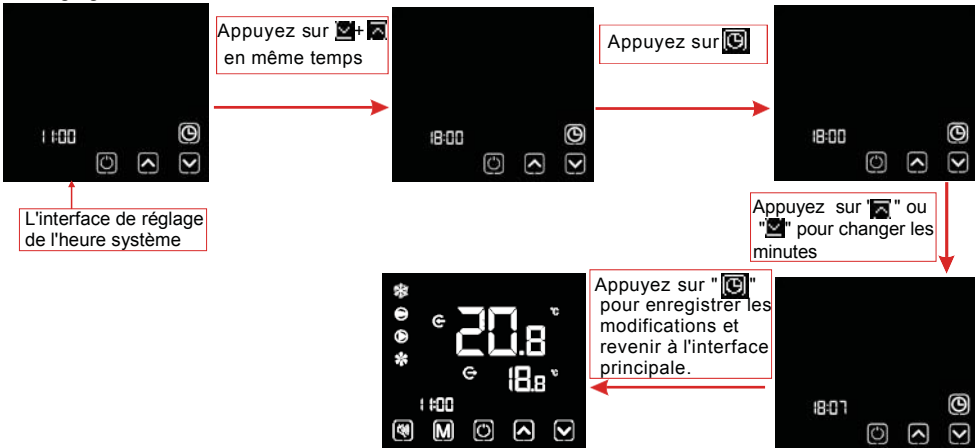 Appuyez sur + en même temps
Appuyez sur
11:00
18:00
18:00
L'interface de réglage
de l'heure système
Appuyez sur " " ou
" " pour changer les
minutes
Appuyez sur " "
pour enregistrer les
modifications et
revenir à l'interface
principale.
20.8 °C
18.8 °C
11:00
M
18:07